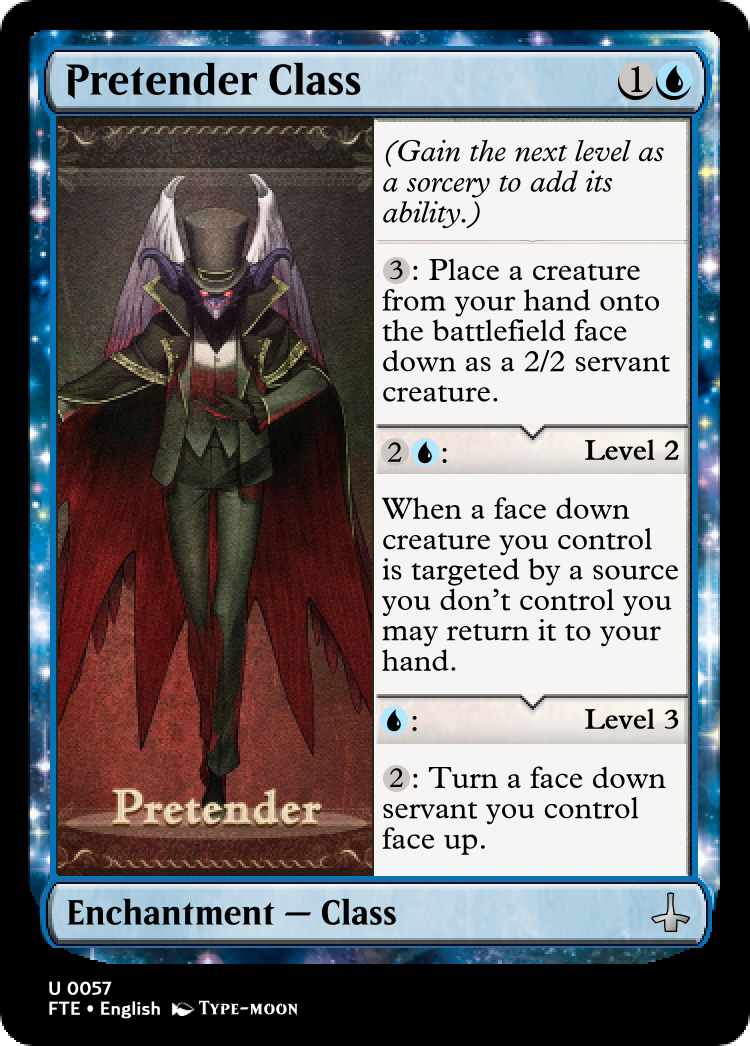 Pretender Class 1
(Gain the next level as
a sorcery to add its
ability.)
3: Place a creature
from your hand onto
the battlefield face
down as a 2/2 servant
creature.
2 : Level 2
When a face down
creature you control
is targeted by a source
you don't control you
may return it to your
hand.
: Level 3
2: Turn a face down
servant you control
face up.
Pretender
Enchantment — Class
U 0057
FTE • English TYPE-MOON